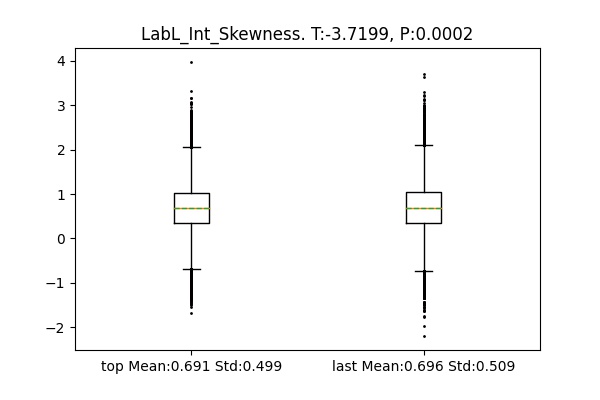 LabL_Int_Skewness. T:-3.7199, P:0.0002
4
3
2
1
0
−1
−2
top Mean:0.691 Std:0.499
last Mean:0.696 Std:0.509